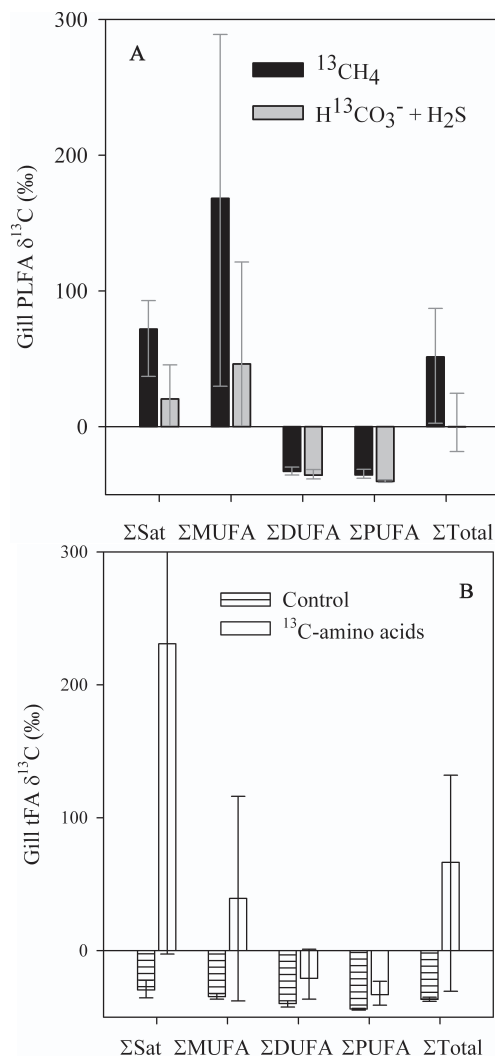 300
A
¹³CH₄
H¹³CO₃⁻ + H₂S
200
Gill PLFA δ¹³C (‰)
100
0
ΣSat ΣMUFA ΣDUFA ΣPUFA ΣTotal
300
Control
B
¹³C-amino acids
200
Gill tFA δ¹³C (‰)
100
0
ΣSat ΣMUFA ΣDUFA ΣPUFA ΣTotal